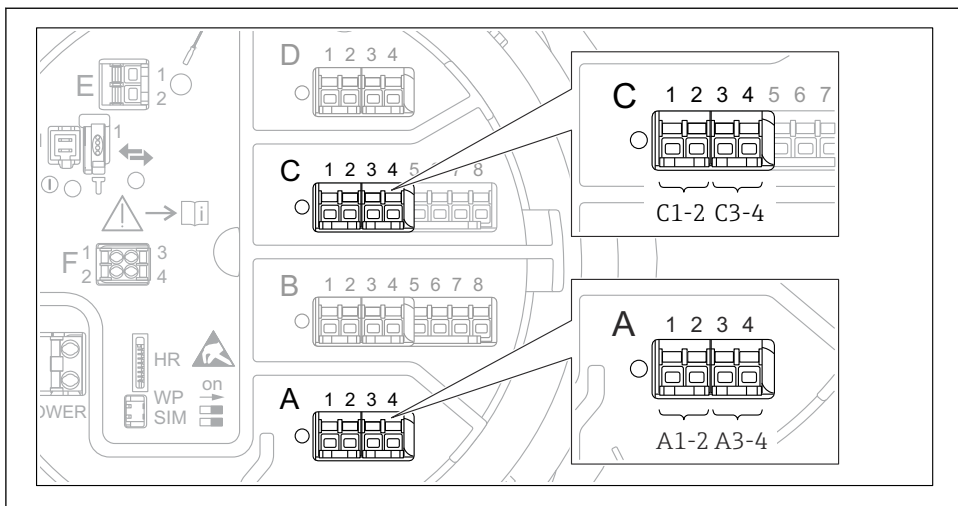 D 1 2 3 4
E 1
2
1
C 1 2 3 4 5 6 7 8
i
F 1 3
2 4
B 1 2 3 4 5 6 7 8
HR
WP on
SIM
OWER
A 1 2 3 4
C 1 2 3 4 5 6 7
C1-2 C3-4
A 1 2 3 4
A1-2 A3-4